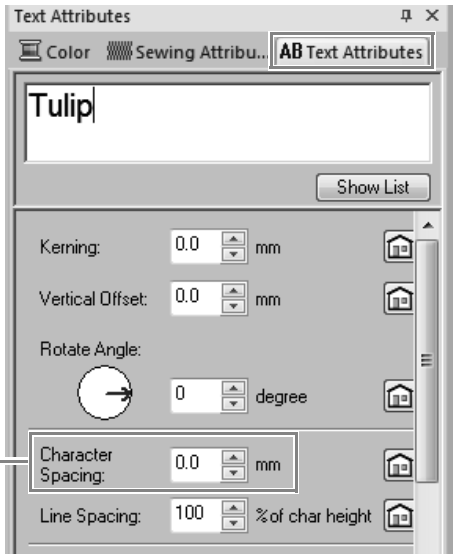 Text Attributes
Color Sewing Attribu... AB Text Attributes
Tulip
Show List
Kerning: 0.0 mm
Vertical Offset: 0.0 mm
Rotate Angle:
0 degree
Character
Spacing: 0.0 mm
Line Spacing: 100 % of char height